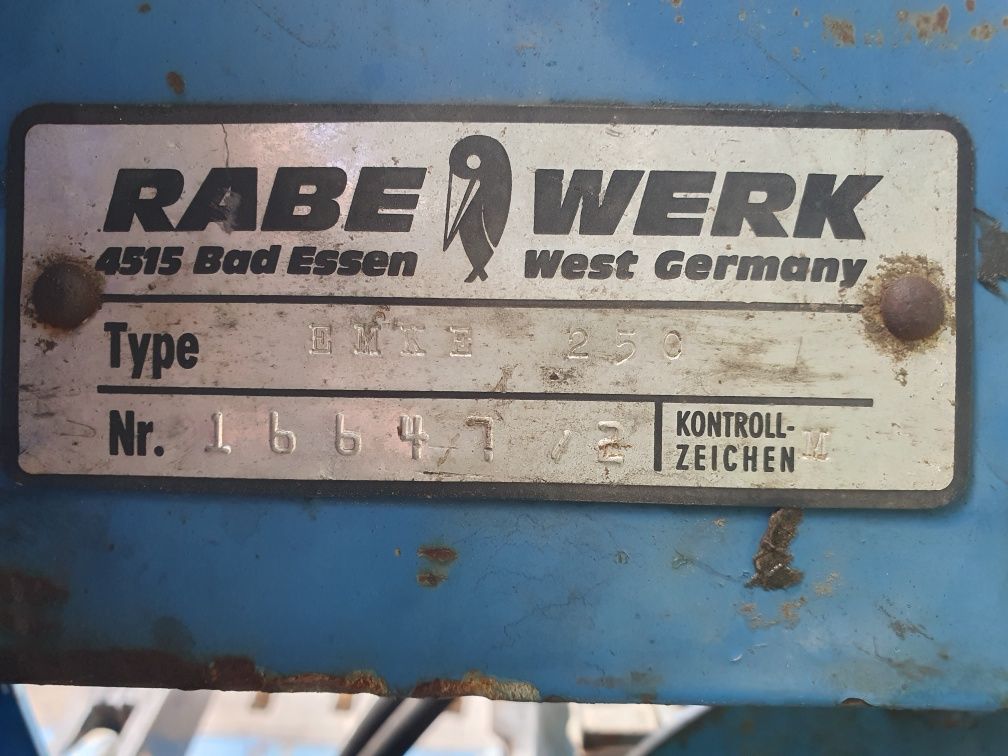 RABE WERK
4515 Bad Essen West Germany
Type EMKE 250
Nr. 16647/2 KONTROLL-
ZEICHEN M